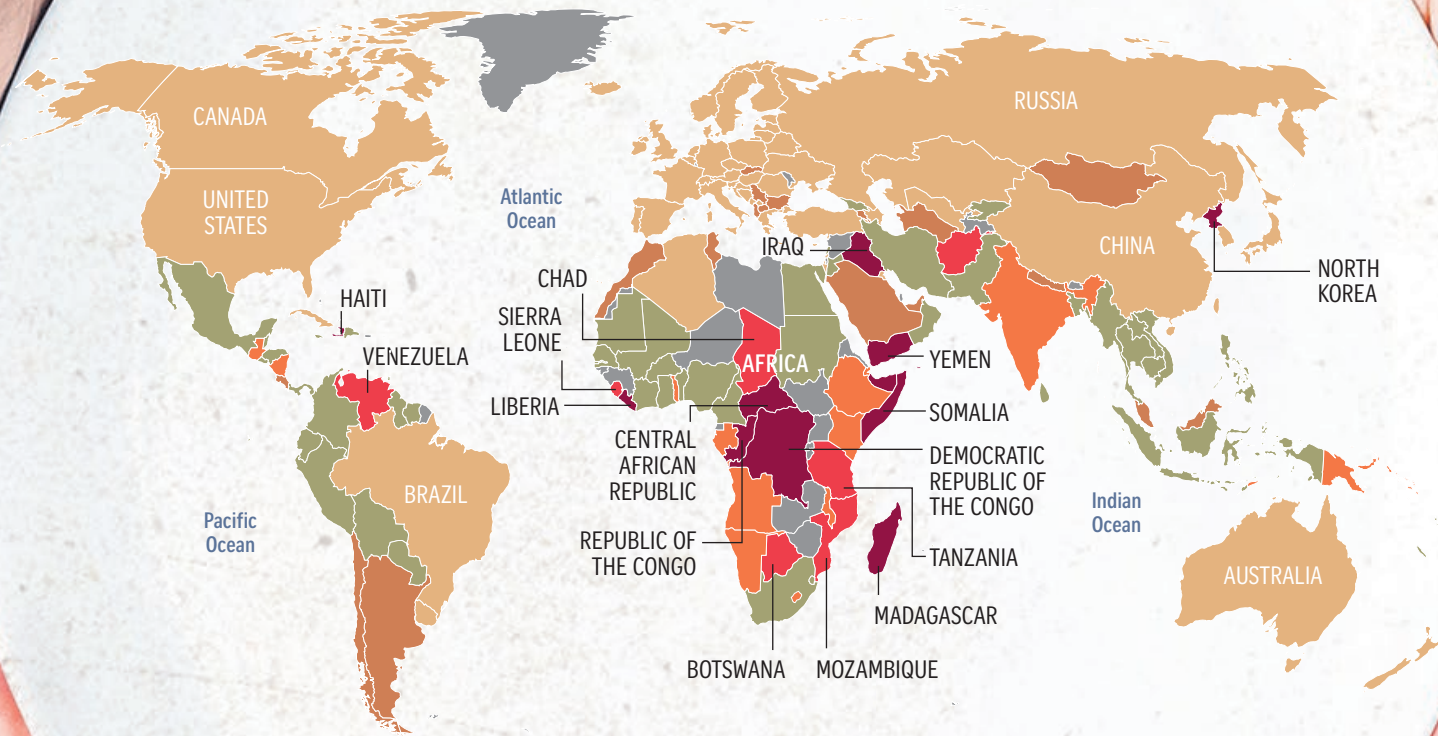 CANADA
RUSSIA
UNITED
STATES
Atlantic
Ocean
IRAQ
CHINA
NORTH
KOREA
CHAD
HAITI
SIERRA
LEONE
VENEZUELA
AFRICA
YEMEN
LIBERIA
SOMALIA
CENTRAL
AFRICAN
REPUBLIC
DEMOCRATIC
REPUBLIC OF
THE CONGO
BRAZIL
Indian
Ocean
Pacific
Ocean
REPUBLIC OF
THE CONGO
TANZANIA
AUSTRALIA
MADAGASCAR
BOTSWANA
MOZAMBIQUE